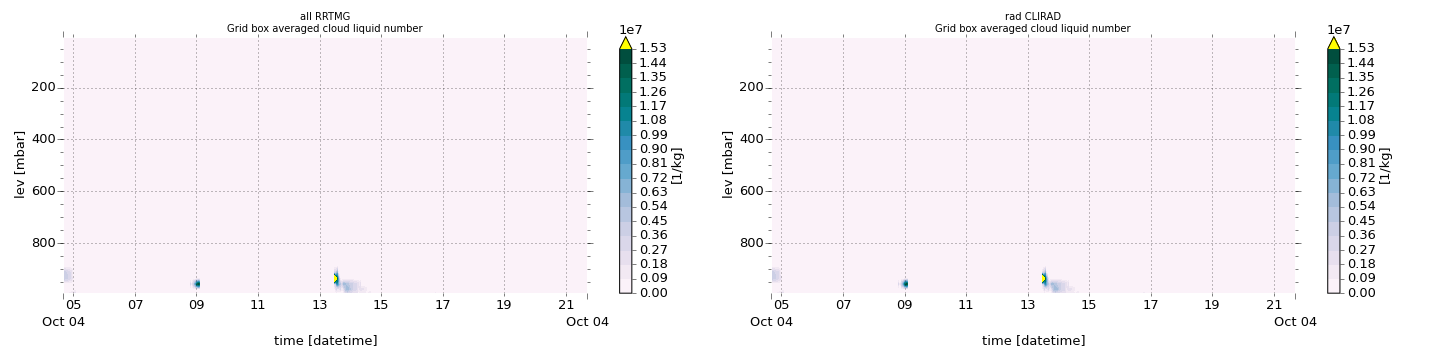 all RRTMG
Grid box averaged cloud liquid number
1e7
1.53
1.44
1.35
1.26
1.17
1.08
0.99
0.90
0.81
0.72
0.63
0.54
0.45
0.36
0.27
0.18
0.09
0.00
[1/kg]
200
400
600
800
lev [mbar]
05 07 09 11 13 15 17 19 21
Oct 04 Oct 04
time [datetime]
rad CLIRAD
Grid box averaged cloud liquid number
1e7
1.53
1.44
1.35
1.26
1.17
1.08
0.99
0.90
0.81
0.72
0.63
0.54
0.45
0.36
0.27
0.18
0.09
0.00
[1/kg]
200
400
600
800
lev [mbar]
05 07 09 11 13 15 17 19 21
Oct 04 Oct 04
time [datetime]